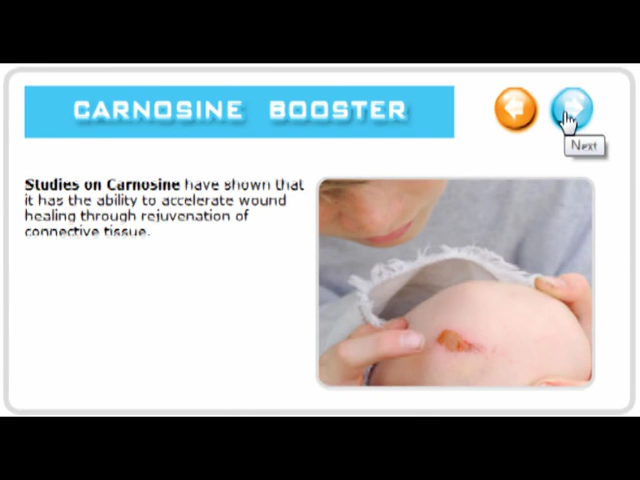 CARNOSINE BOOSTER
Next
Studies on Carnosine have shown that
it has the ability to accelerate wound
healing through rejuvenation of
connective tissue.